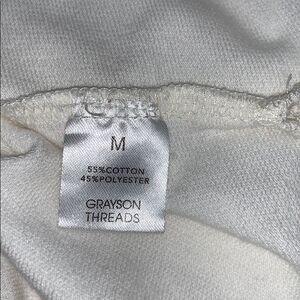 M
55%COTTON
45%POLYESTER
GRAYSON
THREADS